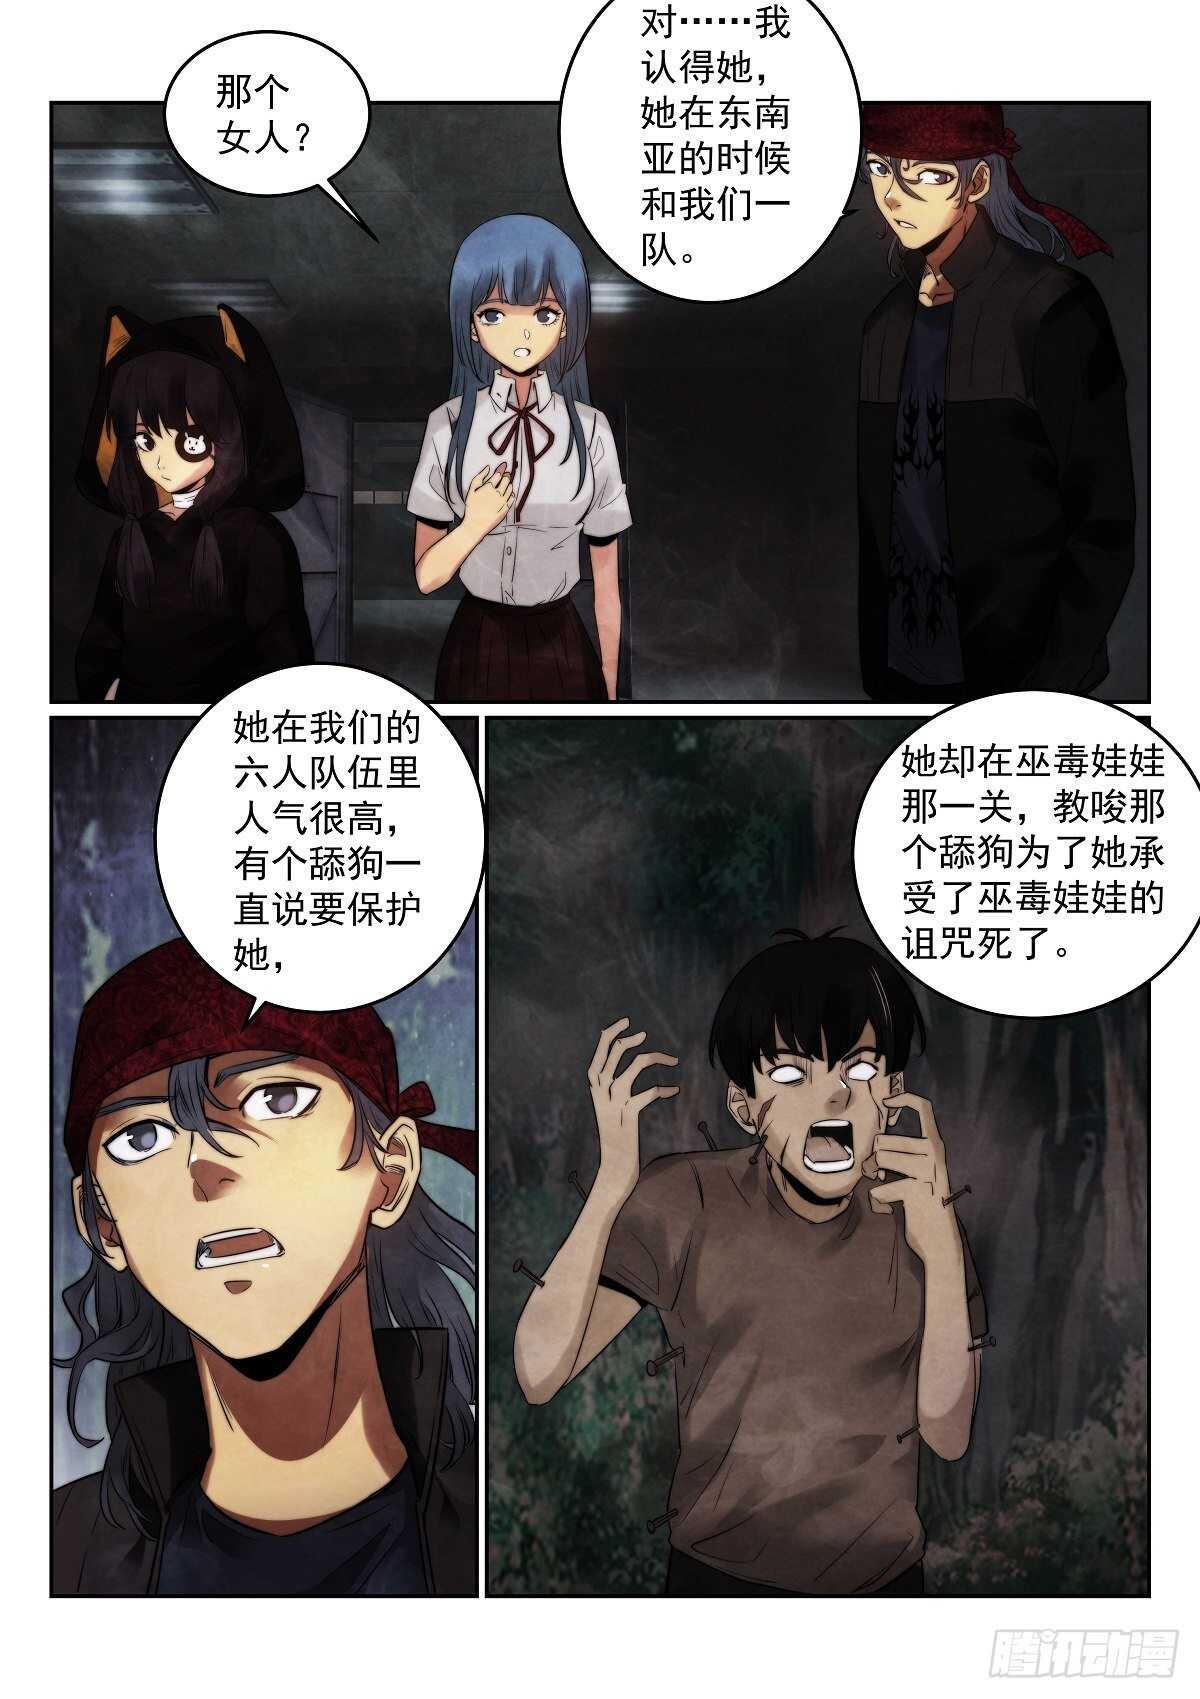 那个
女人？
对……我
认得她，
她在东南
亚的时候
和我们一
队。
她在我们的
六人队伍里
人气很高，
有个舔狗一
直说要保护
她，
她却在巫毒娃娃
那一关，教唆那
个舔狗为了她承
受了巫毒娃娃的
诅咒死了。
腾讯动漫